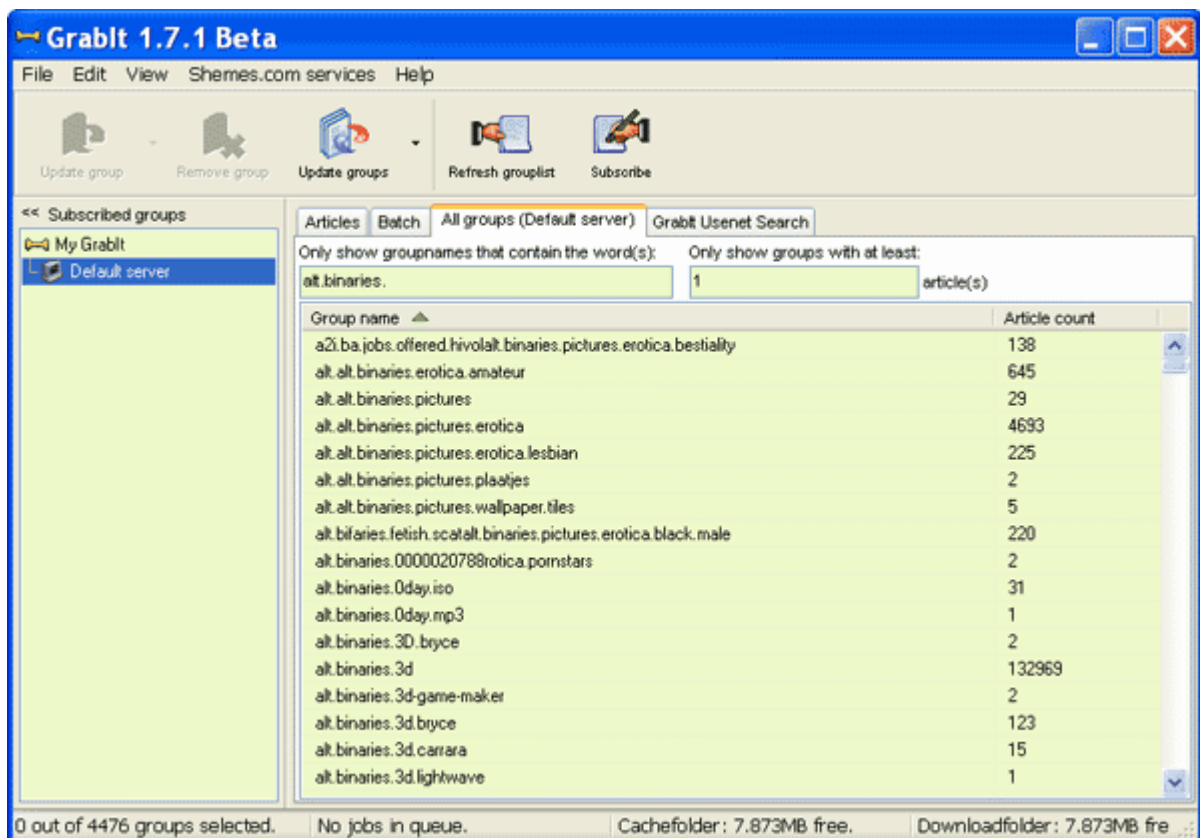 GrabIt 1.7.1 Beta
File Edit View Shemes.com services Help
Update group Remove group Update groups Refresh grouplist Subscribe
<< Subscribed groups
My GrabIt
Default server
Articles Batch All groups (Default server) GrabIt Usenet Search
Only show groupnames that contain the word(s): Only show groups with at least:
alt.binaries. 1 article(s)
Group name Article count
a2i.ba.jobs.offered.hivolalt.binaries.pictures.erotica.bestiality 138
alt.alt.binaries.erotica.amateur 645
alt.alt.binaries.pictures 29
alt.alt.binaries.pictures.erotica 4693
alt.alt.binaries.pictures.erotica.lesbian 225
alt.alt.binaries.pictures.plaatjes 2
alt.alt.binaries.pictures.wallpaper.tiles 5
alt.bifaries.fetish.scatalt.binaries.pictures.erotica.black.male 220
alt.binaries.0000020788rotica.pornstars 2
alt.binaries.0day.iso 31
alt.binaries.0day.mp3 1
alt.binaries.3D.bryce 2
alt.binaries.3d 132969
alt.binaries.3d-game-maker 2
alt.binaries.3d.bryce 123
alt.binaries.3d.carrara 15
alt.binaries.3d.lightwave 1
0 out of 4476 groups selected. No jobs in queue. Cachefolder: 7.873MB free. Downloadfolder: 7.873MB fre